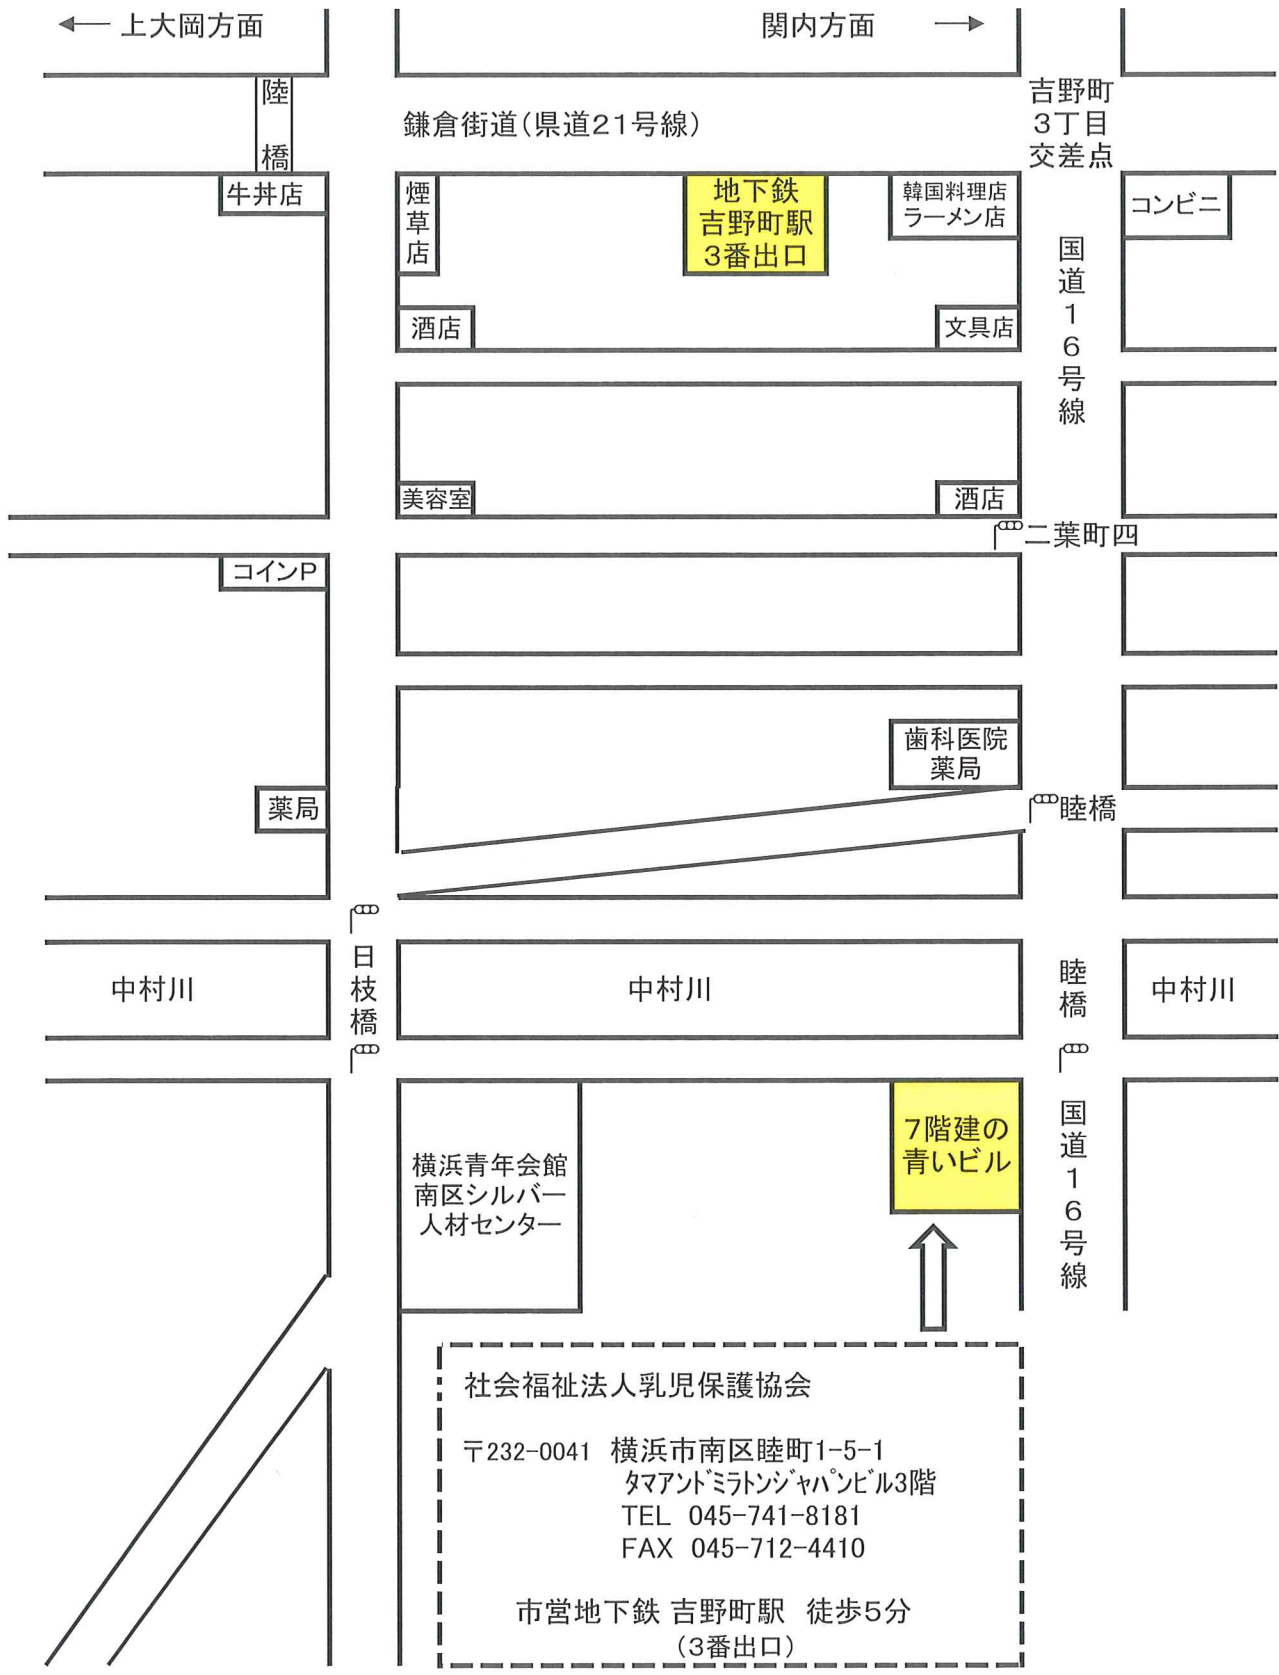 上大岡方面
関内方面
陸橋
鎌倉街道(県道21号線)
吉野町
3丁目
交差点
牛丼店
煙草店
地下鉄
吉野町駅
3番出口
韓国料理店
ラーメン店
コンビニ
国道16号線
酒店
文具店
美容室
酒店
二葉町四
コインP
歯科医院
薬局
薬局
睦橋
日枝橋
中村川
中村川
睦橋
中村川
横浜青年会館
南区シルバー
人材センター
7階建の
青いビル
国道16号線
社会福祉法人乳児保護協会
〒232-0041 横浜市南区睦町1-5-1
ﾀﾏｱﾝﾄﾞﾐﾗﾄﾝｼﾞｬﾊﾟﾝﾋﾞﾙ3階
TEL 045-741-8181
FAX 045-712-4410
市営地下鉄 吉野町駅 徒歩5分
(3番出口)